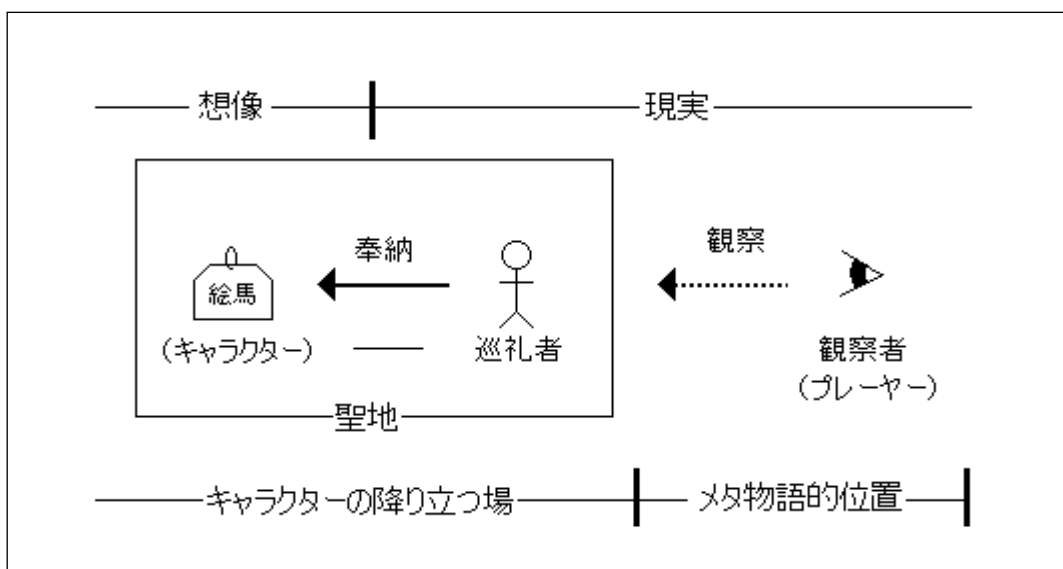 想像
現実
奉納
観察
絵馬
(キャラクター)
巡礼者
観察者
(プレーヤー)
聖地
キャラクターの降り立つ場
メタ物語的位置